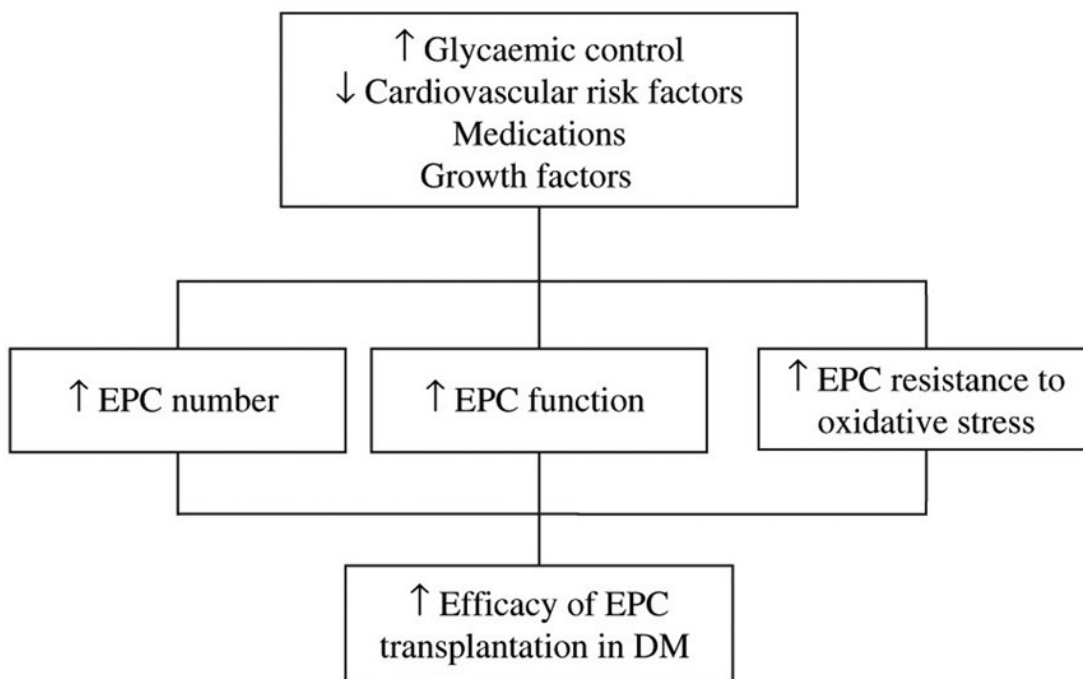 ↑ Glycaemic control
↓ Cardiovascular risk factors
Medications
Growth factors
↑ EPC number
↑ EPC function
↑ EPC resistance to
oxidative stress
↑ Efficacy of EPC
transplantation in DM